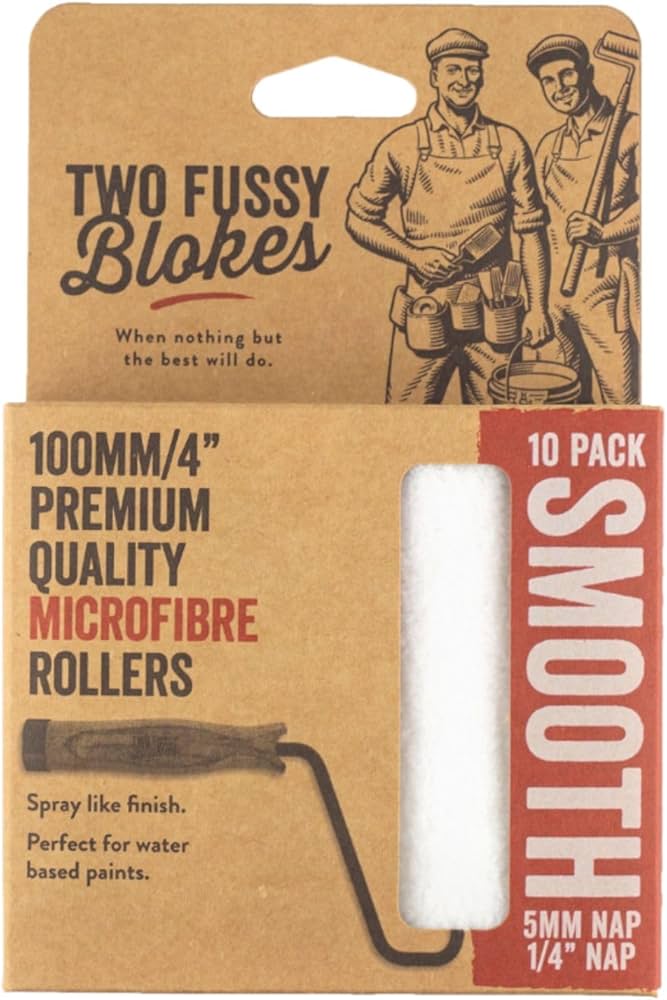 TWO FUSSY
Blokes
When nothing but
the best will do.
100MM/4”
PREMIUM
QUALITY
MICROFIBRE
ROLLERS
Spray like finish.
Perfect for water
based paints.
10 PACK
SMOOTH
5MM NAP
1/4” NAP